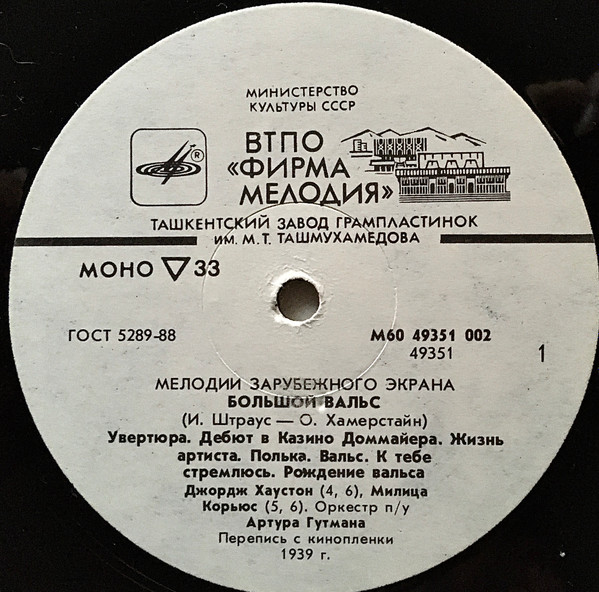 МИНИСТЕРСТВО
КУЛЬТУРЫ СССР
ВТПО
«ФИРМА
МЕЛОДИЯ»
®
ТАШКЕНТСКИЙ ЗАВОД ГРАМПЛАСТИНОК
ИМ. М.Т. ТАШМУХАМЕДОВА
МОНО ▽ 33
ГОСТ 5289-88
М60 49351 002
49351
1
МЕЛОДИИ ЗАРУБЕЖНОГО ЭКРАНА
БОЛЬШОЙ ВАЛЬС
(И. Штраус — О. Хамерстайн)
Увертюра. Дебют в Казино Доммайера. Жизнь
артиста. Полька. Вальс. К тебе
стремлюсь. Рождение вальса
Джордж Хаустон (4, 6), Милица
Корьюс (5, 6). Оркестр п/у
Артура Гутмана
Перепись с кинопленки
1939 г.